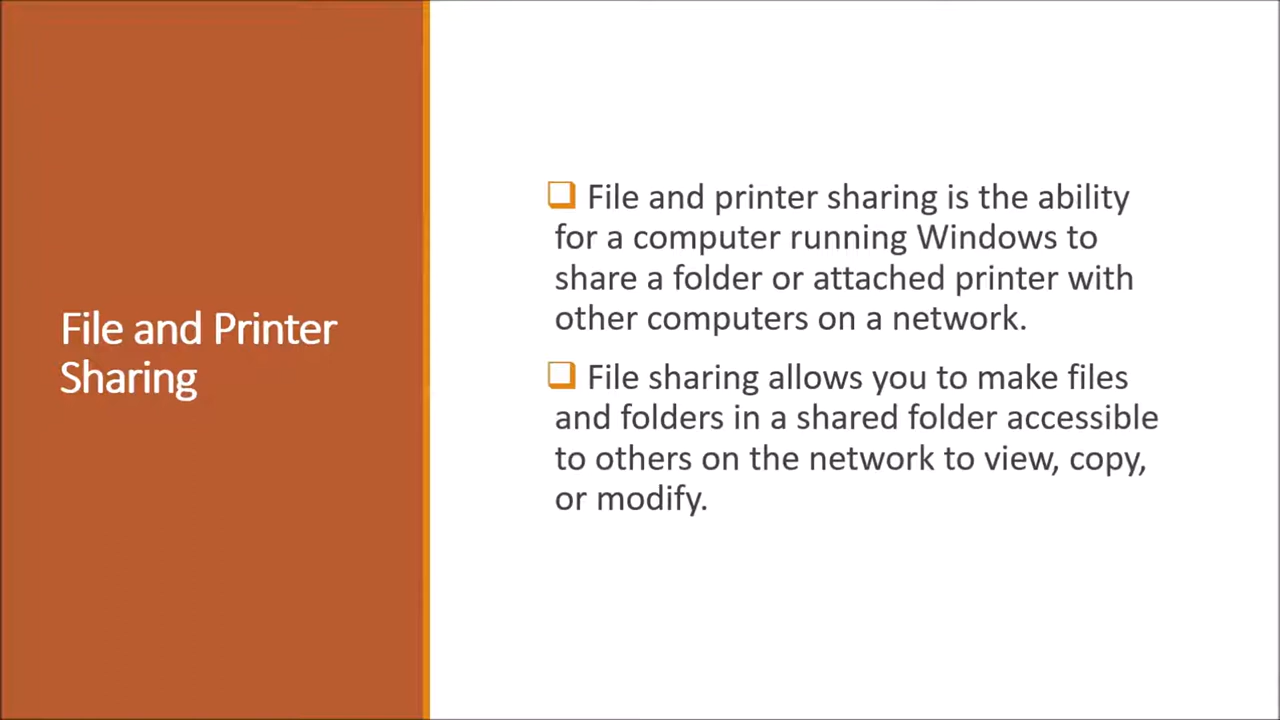 File and Printer
Sharing
File and printer sharing is the ability
for a computer running Windows to
share a folder or attached printer with
other computers on a network.
File sharing allows you to make files
and folders in a shared folder accessible
to others on the network to view, copy,
or modify.